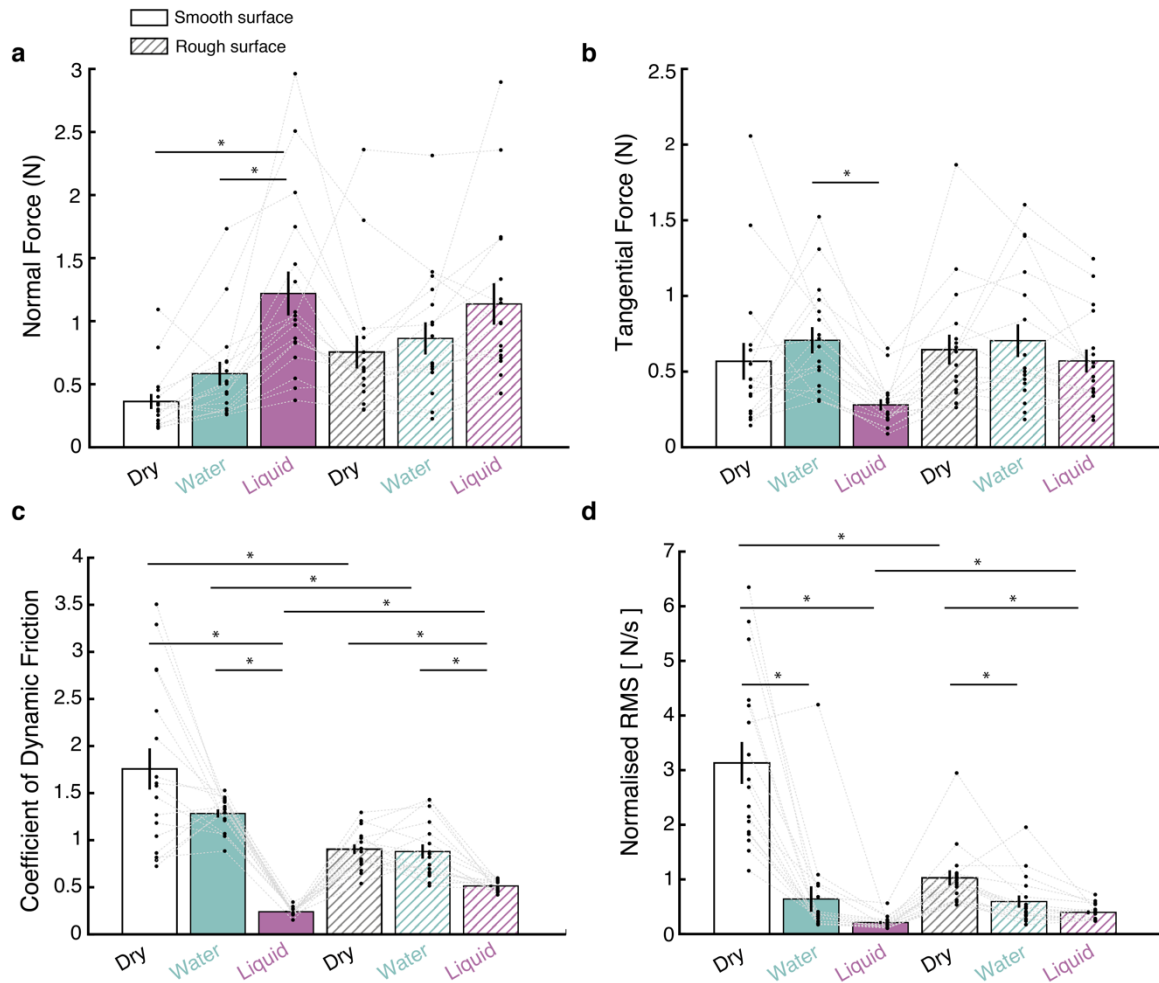 Smooth surface
Rough surface
a
Normal Force (N)
3
2.5
2
1.5
1
0.5
0
Dry
Water
Liquid
Dry
Water
Liquid
*
*
b
Tangential Force (N)
2.5
2
1.5
1
0.5
0
Dry
Water
Liquid
Dry
Water
Liquid
*
c
Coefficient of Dynamic Friction
4
3.5
3
2.5
2
1.5
1
0.5
0
Dry
Water
Liquid
Dry
Water
Liquid
*
*
*
*
*
*
*
d
Normalised RMS [ N/s ]
7
6
5
4
3
2
1
0
Dry
Water
Liquid
Dry
Water
Liquid
*
*
*
*
*
*